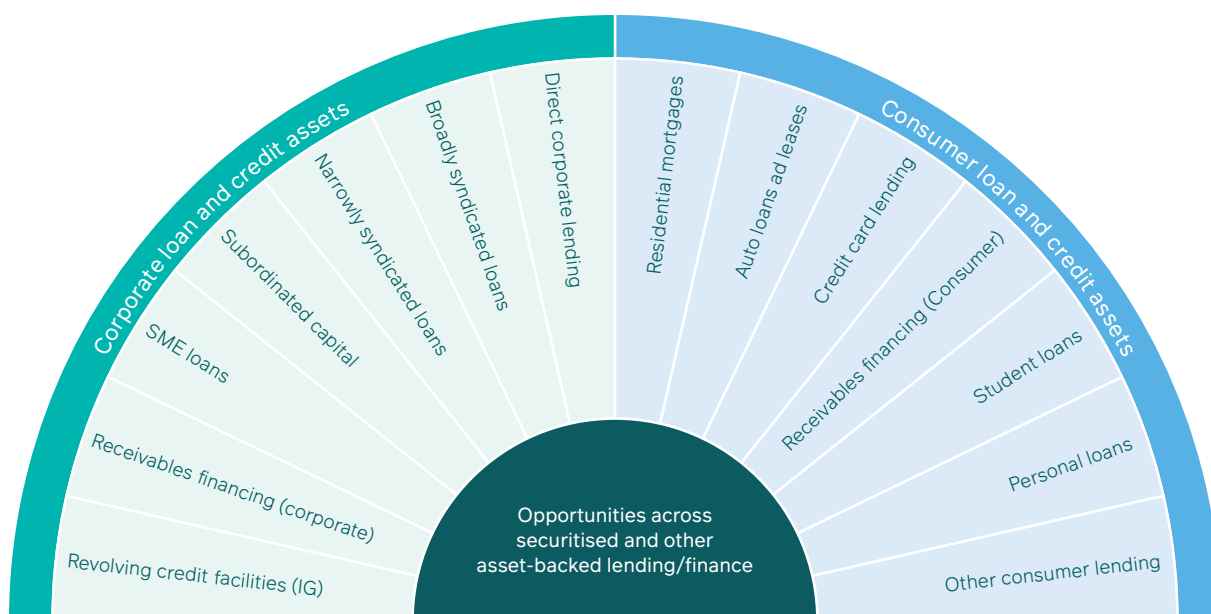 Corporate loan and credit assets
Revolving credit facilities (IG)
Receivables financing (corporate)
SME loans
Subordinated capital
Narrowly syndicated loans
Broadly syndicated loans
Direct corporate lending
Consumer loan and credit assets
Residential mortgages
Auto loans ad leases
Credit card lending
Receivables financing (Consumer)
Student loans
Personal loans
Other consumer lending
Opportunities across
securitised and other
asset-backed lending/finance